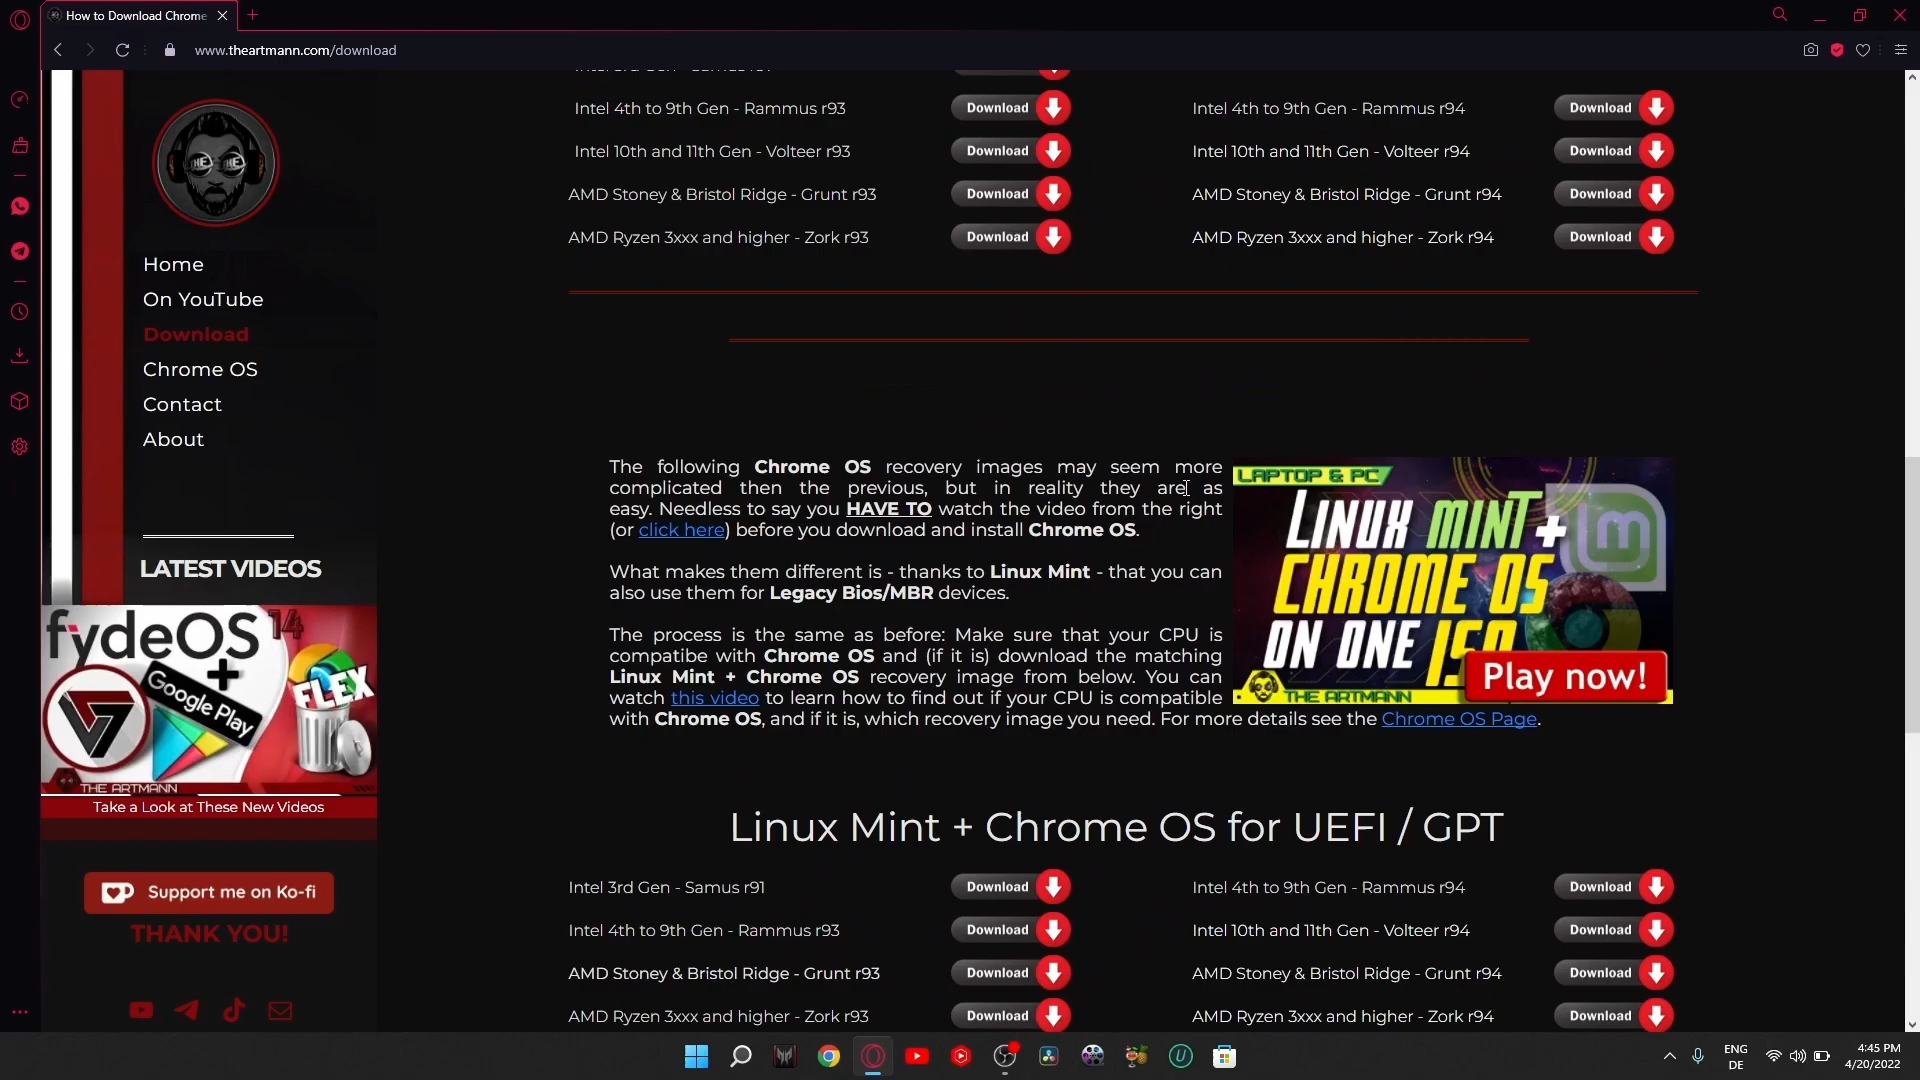 How to Download Chrome
www.theartmann.com/download
Intel 4th to 9th Gen - Rammus r93 Download
Intel 4th to 9th Gen - Rammus r94 Download
Intel 10th and 11th Gen - Volteer r93 Download
Intel 10th and 11th Gen - Volteer r94 Download
AMD Stoney & Bristol Ridge - Grunt r93 Download
AMD Stoney & Bristol Ridge - Grunt r94 Download
AMD Ryzen 3xxx and higher - Zork r93 Download
AMD Ryzen 3xxx and higher - Zork r94 Download
Home
On YouTube
Download
Chrome OS
Contact
About
LATEST VIDEOS
fydeOS 14
+
Google Play
FLEX
THE ARTMANN
Take a Look at These New Videos
Support me on Ko-fi
THANK YOU!
The following Chrome OS recovery images may seem more
complicated then the previous, but in reality they are as
easy. Needless to say you HAVE TO watch the video from the right
(or click here) before you download and install Chrome OS.
What makes them different is - thanks to Linux Mint - that you can
also use them for Legacy Bios/MBR devices.
The process is the same as before: Make sure that your CPU is
compatibe with Chrome OS and (if it is) download the matching
Linux Mint + Chrome OS recovery image from below. You can
watch this video to learn how to find out if your CPU is compatible
with Chrome OS, and if it is, which recovery image you need. For more details see the Chrome OS Page.
LAPTOP & PC
LINUX MINT +
CHROME OS
ON ONE ISO
Play now!
THE ARTMANN
Linux Mint + Chrome OS for UEFI / GPT
Intel 3rd Gen - Samus r91 Download
Intel 4th to 9th Gen - Rammus r94 Download
Intel 4th to 9th Gen - Rammus r93 Download
Intel 10th and 11th Gen - Volteer r94 Download
AMD Stoney & Bristol Ridge - Grunt r93 Download
AMD Stoney & Bristol Ridge - Grunt r94 Download
AMD Ryzen 3xxx and higher - Zork r93 Download
AMD Ryzen 3xxx and higher - Zork r94 Download
ENG
DE
4:45 PM
4/20/2022